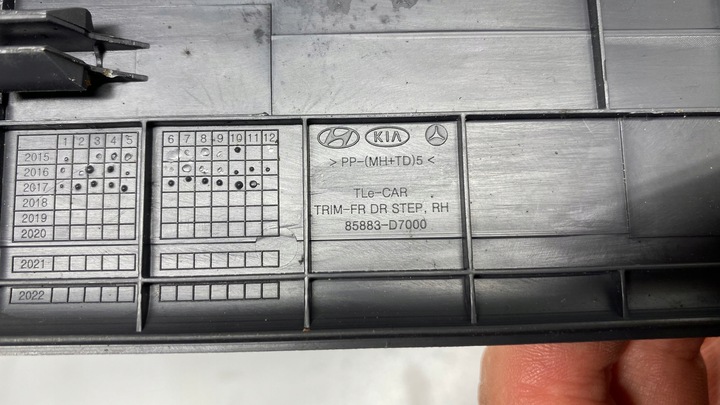 1 2 3 4 5
6 7 8 9 10 11 12
2015
2016
2017
2018
2019
2020
2021
2022
KIA
> PP-(MH+TD)5 <
TLe-CAR
TRIM-FR DR STEP, RH
85883-D7000